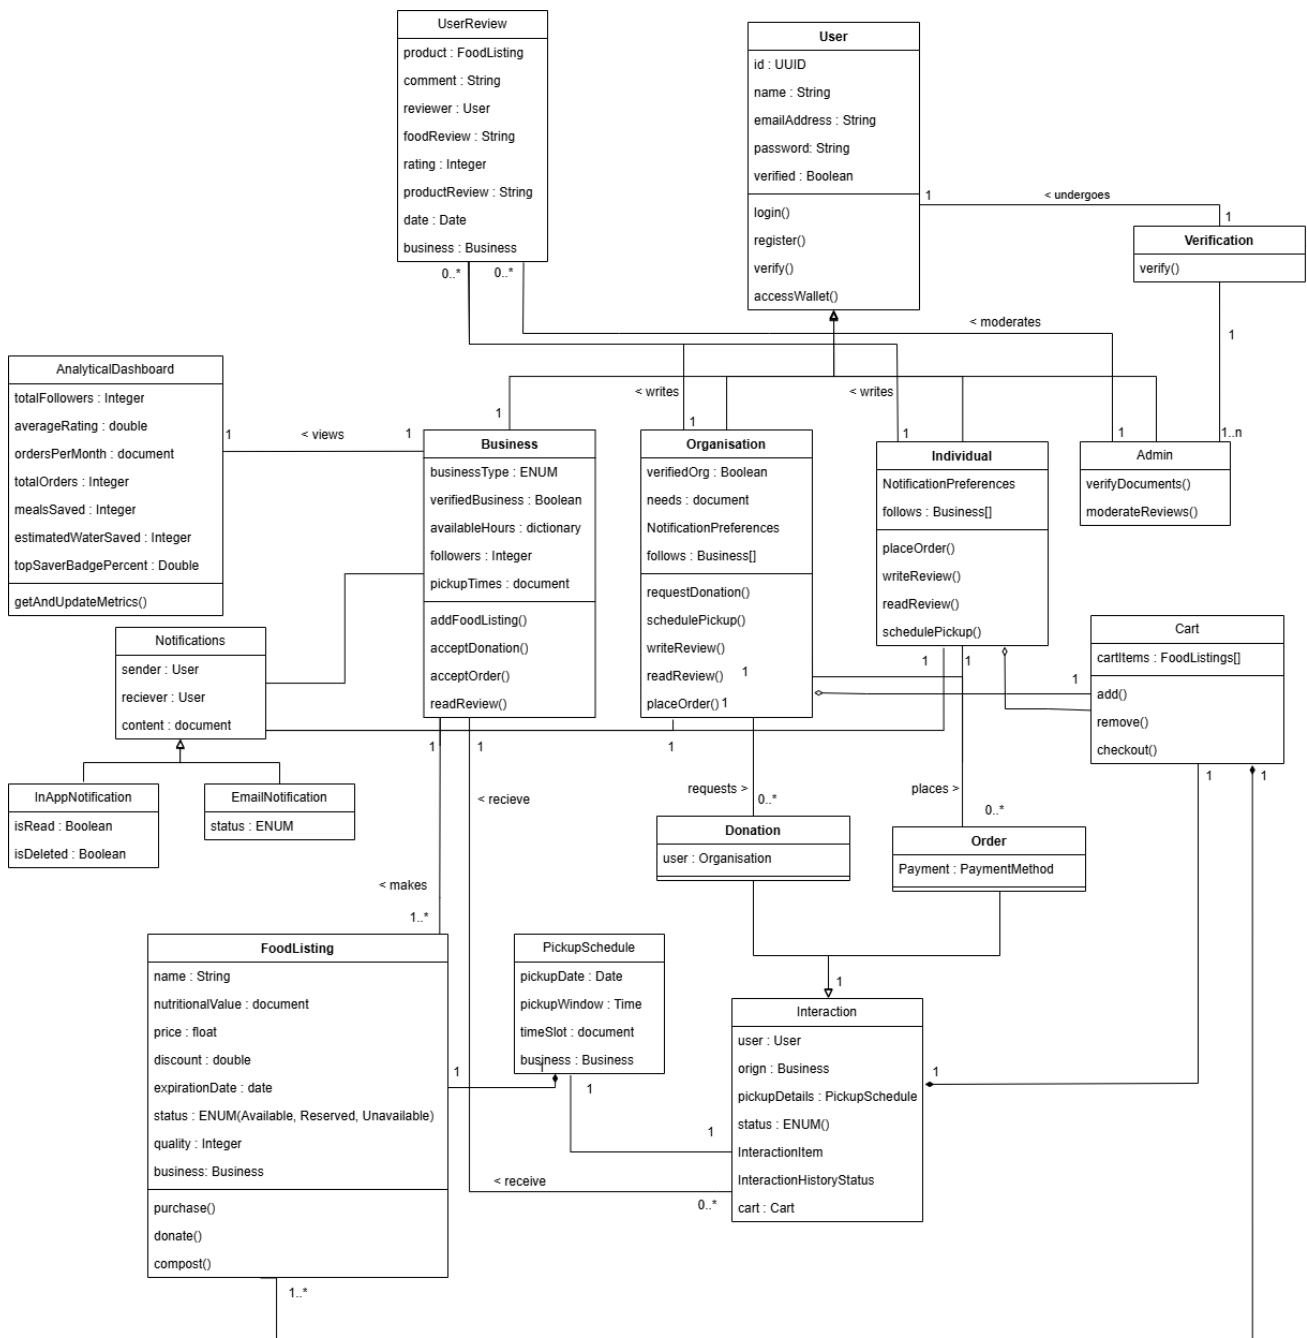 UserReview
product : FoodListing
comment : String
reviewer : User
foodReview : String
rating : Integer
productReview : String
date : Date
business : Business
0..*
0..*
User
id : UUID
name : String
emailAddress : String
password: String
verified : Boolean
login()
register()
verify()
accessWallet()
1
< undergoes
1
Verification
verify()
1
1..n
< moderates
1
Admin
verifyDocuments()
moderateReviews()
AnalyticalDashboard
totalFollowers : Integer
averageRating : double
ordersPerMonth : document
totalOrders : Integer
mealsSaved : Integer
estimatedWaterSaved : Integer
topSaverBadgePercent : Double
getAndUpdateMetrics()
1
< views
1
1
Business
businessType : ENUM
verifiedBusiness : Boolean
availableHours : dictionary
followers : Integer
pickupTimes : document
addFoodListing()
acceptDonation()
acceptOrder()
readReview()
< writes
1
Organisation
verifiedOrg : Boolean
needs : document
NotificationPreferences
follows : Business[]
requestDonation()
schedulePickup()
writeReview()
readReview()
placeOrder()
1
1
< writes
1
Individual
NotificationPreferences
follows : Business[]
placeOrder()
writeReview()
readReview()
schedulePickup()
1
1
Cart
cartItems : FoodListings[]
add()
remove()
checkout()
1
1
1
Notifications
sender : User
reciever : User
content : document
1
1
1
InAppNotification
isRead : Boolean
isDeleted : Boolean
EmailNotification
status : ENUM
< recieve
requests >
0..*
places >
0..*
Donation
user : Organisation
Order
Payment : PaymentMethod
< makes
1..*
FoodListing
name : String
nutritionalValue : document
price : float
discount : double
expirationDate : date
status : ENUM(Available, Reserved, Unavailable)
quality : Integer
business: Business
purchase()
donate()
compost()
1
1..*
PickupSchedule
pickupDate : Date
pickupWindow : Time
timeSlot : document
business : Business
1
1
1
< receive
0..*
1
Interaction
user : User
orign : Business
pickupDetails : PickupSchedule
status : ENUM()
InteractionItem
InteractionHistoryStatus
cart : Cart
1